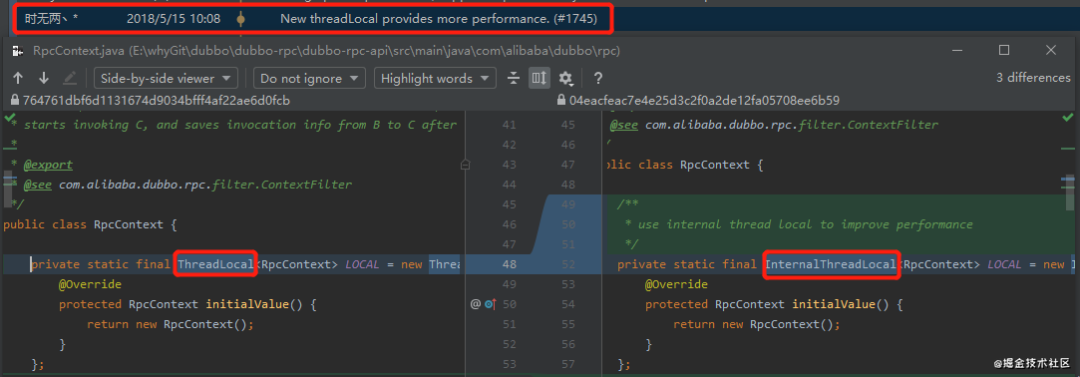 时无两丶* 2018/5/15 10:08 New threadLocal provides more performance. (#1745)
RpcContext.java (E:\whyGit\dubbo\dubbo-rpc\dubbo-rpc-api\src\main\java\com\alibaba\dubbo\rpc)
Side-by-side viewer Do not ignore Highlight words ? 3 differences
764761dbf6d1131674d9034bfff4af22ae6d0fcb 04eacfeac7e4e25d3c2f0a2de12fa05708ee6b59
* starts invoking C, and saves invocation info from B to C after 41 45 @see com.alibaba.dubbo.rpc.filter.ContextFilter
* 42 46 /
* @export 43 47 blic class RpcContext {
* @see com.alibaba.dubbo.rpc.filter.ContextFilter 44 48
*/ 45 49 /**
public class RpcContext { 46 50 * use internal thread local to improve performance
47 51 */
private static final ThreadLocal<RpcContext> LOCAL = new Threa 48 52 private static final InternalThreadLocal<RpcContext> LOCAL = new I
@Override 49 53 @Override
protected RpcContext initialValue() { @ 50 54 protected RpcContext initialValue() {
return new RpcContext(); 51 55 return new RpcContext();
} 52 56 }
}; 53 57 };
@掘金技术社区